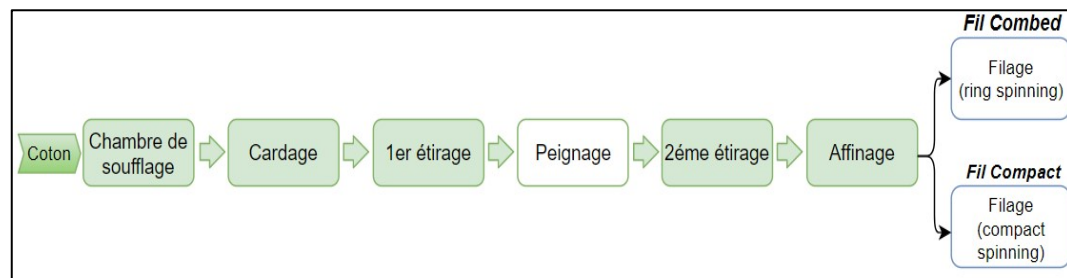 Fil Combed
Filage
(ring spinning)
Coton
Chambre de
soufflage
Cardage
1er étirage
Peignage
2éme étirage
Affinage
Fil Compact
Filage
(compact
spinning)